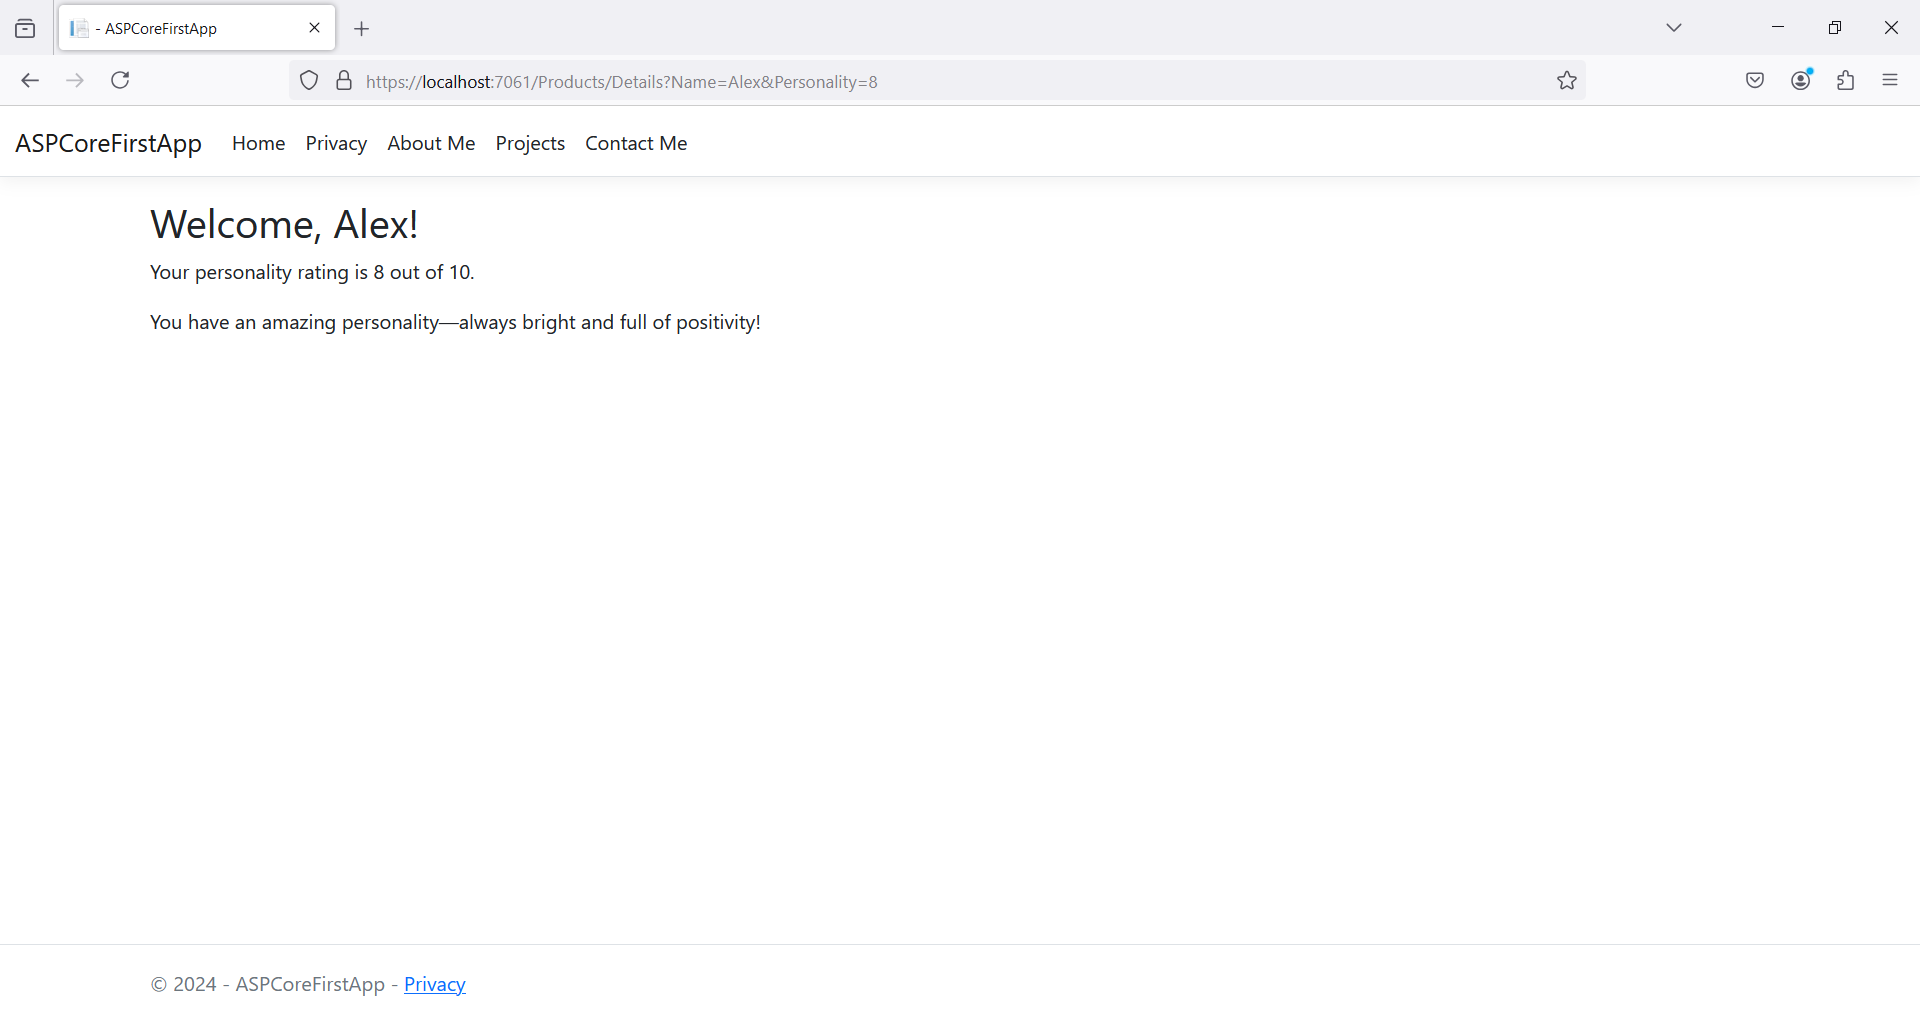 - ASPCoreFirstApp
https://localhost:7061/Products/Details?Name=Alex&Personality=8
ASPCoreFirstApp Home Privacy About Me Projects Contact Me
Welcome, Alex!
Your personality rating is 8 out of 10.
You have an amazing personality—always bright and full of positivity!
© 2024 - ASPCoreFirstApp - Privacy